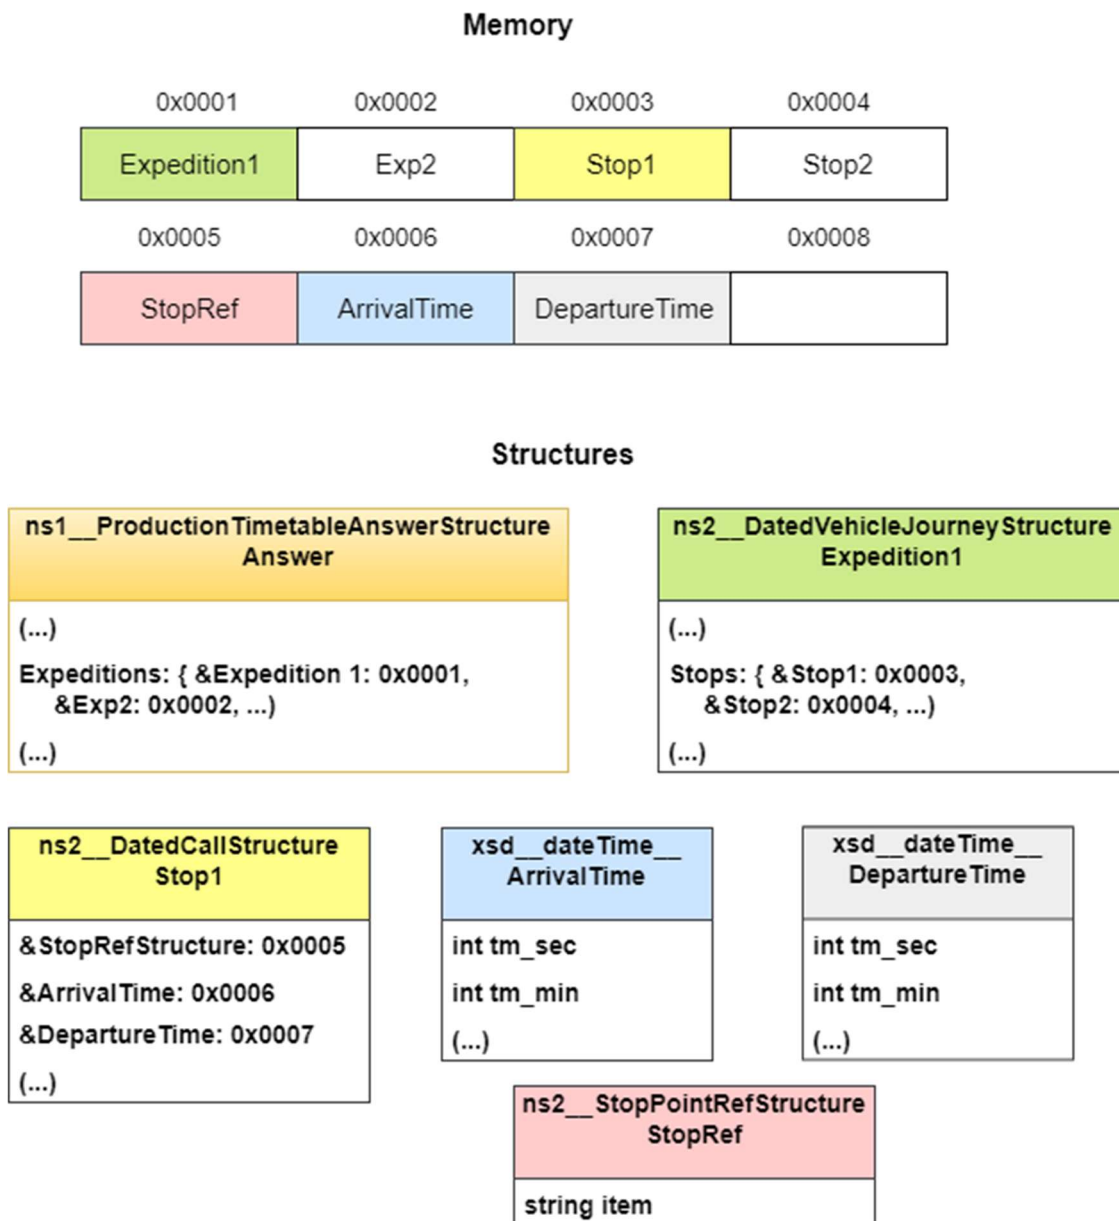 Memory
0x0001 0x0002 0x0003 0x0004
Expedition1 Exp2 Stop1 Stop2
0x0005 0x0006 0x0007 0x0008
StopRef ArrivalTime DepartureTime
Structures
ns1__ProductionTimetableAnswerStructure
Answer
(...)
Expeditions: { &Expedition 1: 0x0001,
&Exp2: 0x0002, ...)
(...)
ns2__DatedVehicleJourneyStructure
Expedition1
(...)
Stops: { &Stop1: 0x0003,
&Stop2: 0x0004, ...)
(...)
ns2__DatedCallStructure
Stop1
&StopRefStructure: 0x0005
&ArrivalTime: 0x0006
&DepartureTime: 0x0007
(...)
xsd__dateTime__
ArrivalTime
int tm_sec
int tm_min
(...)
xsd__dateTime__
DepartureTime
int tm_sec
int tm_min
(...)
ns2__StopPointRefStructure
StopRef
string item